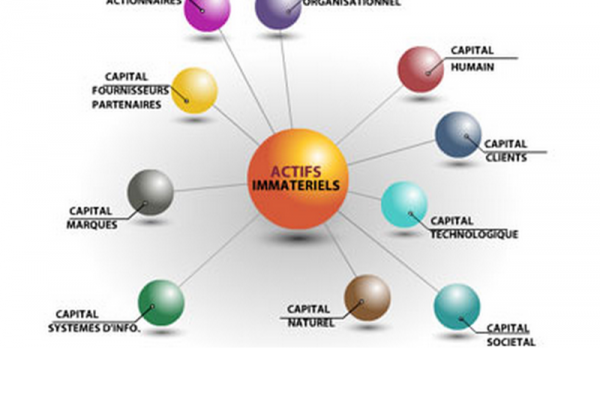 ACTIONNAIRES
ORGANISATIONNEL
CAPITAL
HUMAIN
CAPITAL
FOURNISSEURS
PARTENAIRES
CAPITAL
CLIENTS
ACTIFS
IMMATERIELS
CAPITAL
MARQUES
CAPITAL
TECHNOLOGIQUE
CAPITAL
SYSTEMES D'INFO.
CAPITAL
NATUREL
CAPITAL
SOCIETAL